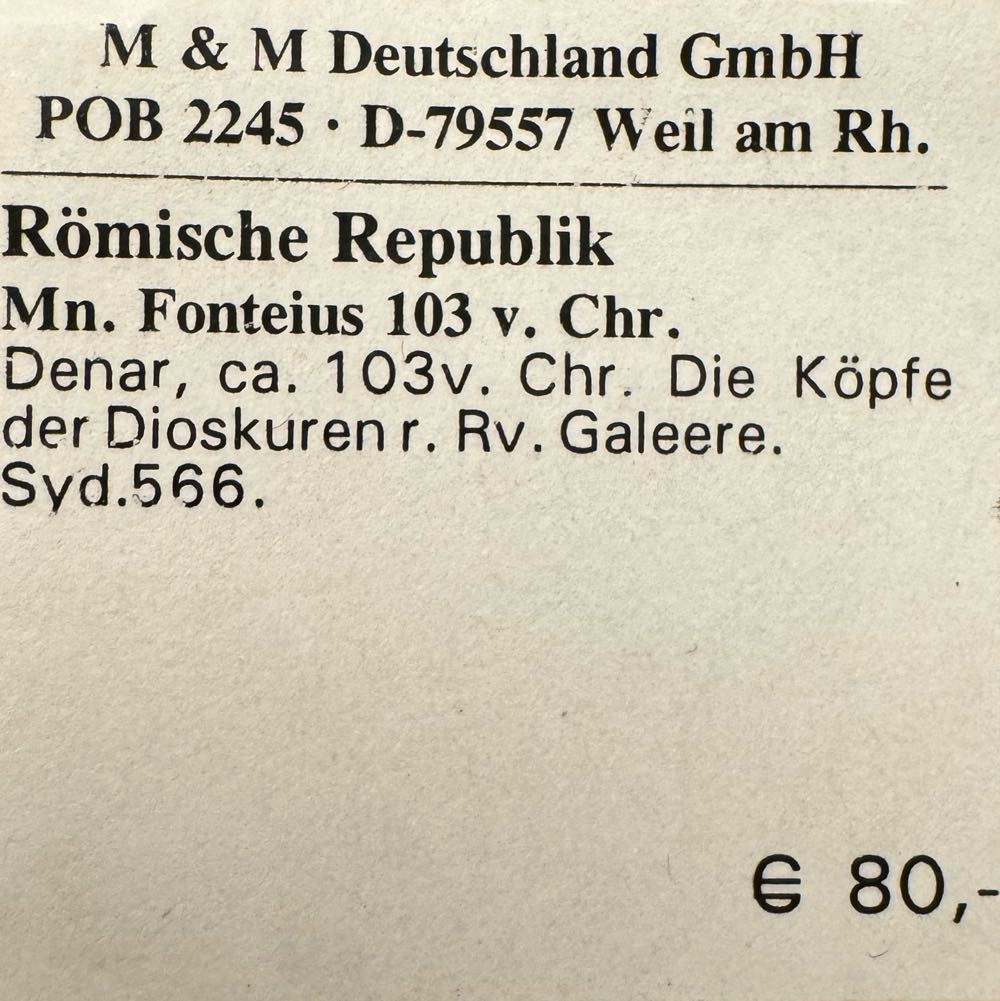 M & M Deutschland GmbH
POB 2245 · D-79557 Weil am Rh.
Römische Republik
Mn. Fonteius 103 v. Chr.
Denar, ca. 103v. Chr. Die Köpfe
der Dioskuren r. Rv. Galeere.
Syd.566.
€ 80,-